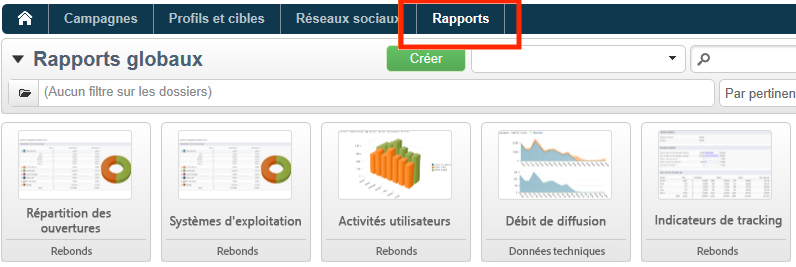 Campagnes Profils et cibles Réseaux sociaux Rapports
Rapports globaux Créer
(Aucun filtre sur les dossiers) Par pertinen
Répartition des ouvertures
Systèmes d'exploitation
Activités utilisateurs
Débit de diffusion
Indicateurs de tracking
Rebonds Rebonds Rebonds Données techniques Rebonds